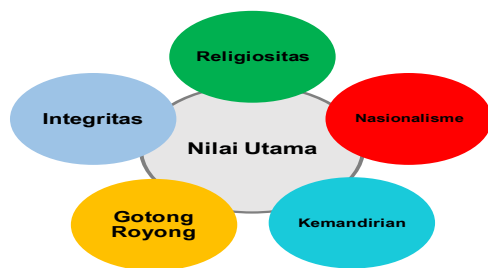 Religiositas
Integritas
Nasionalisme
Nilai Utama
Gotong
Royong
Kemandirian